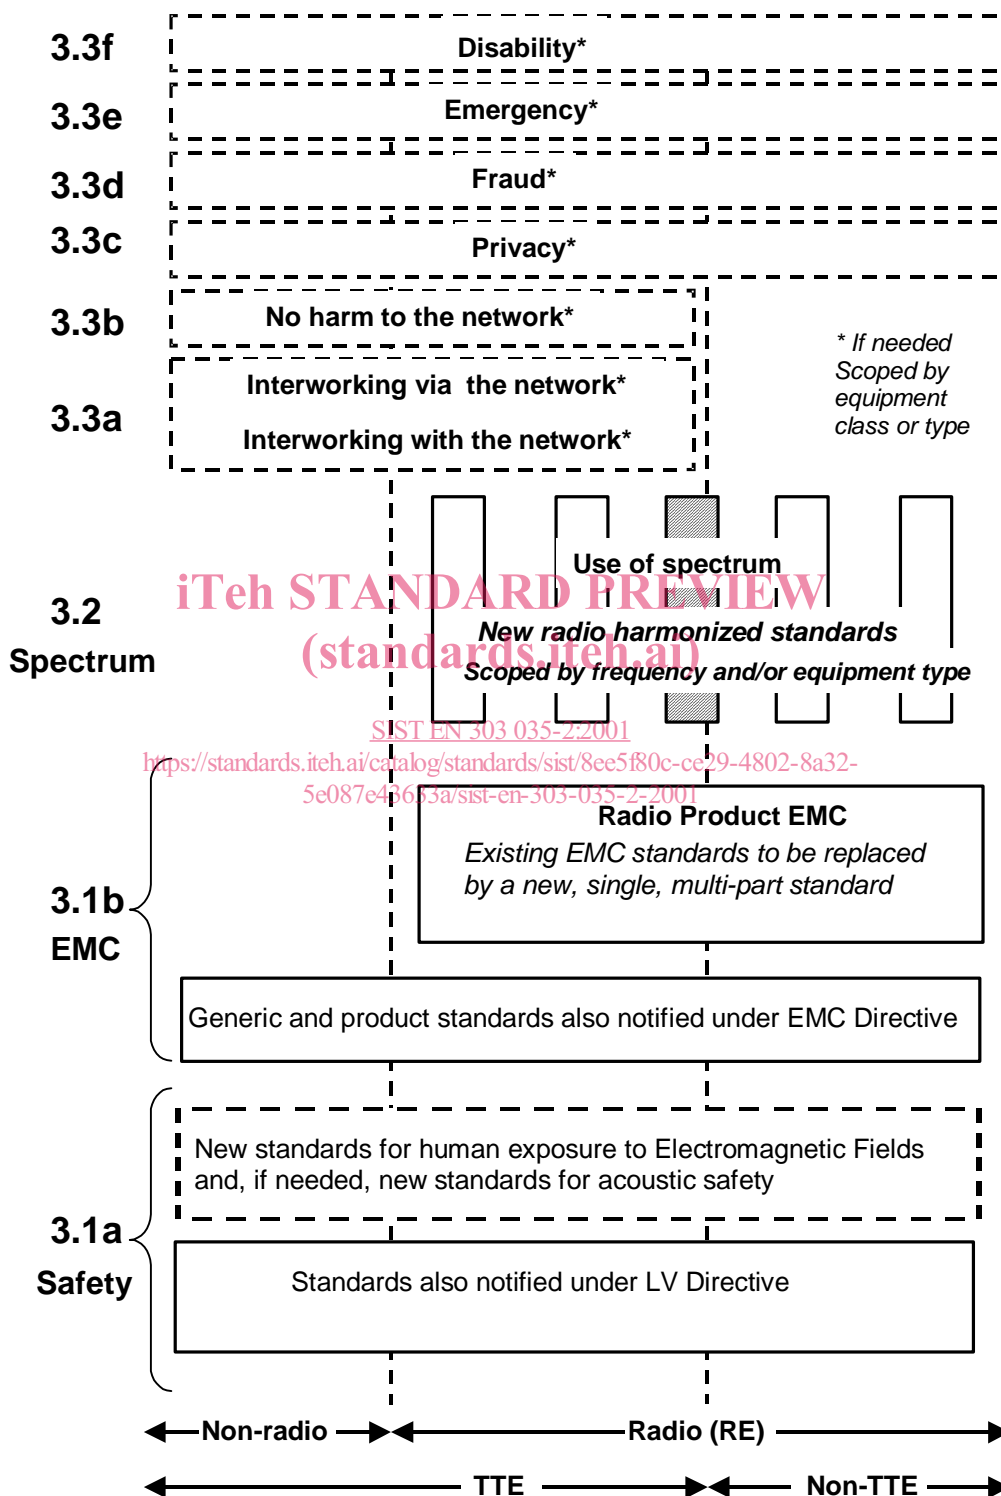 3.3f
Disability*
3.3e
Emergency*
3.3d
Fraud*
3.3c
Privacy*
3.3b
No harm to the network*
* If needed
Scoped by
equipment
class or type
3.3a
Interworking via the network*
Interworking with the network*
Use of spectrum
iTeh STANDARD PREVIEW
3.2
Spectrum
New radio harmonized standards
(standards.iteh.ai)
Scoped by frequency and/or equipment type
SIST EN 303 035-2:2001
https://standards.iteh.ai/catalog/standards/sist/8ee5f80c-ce29-4802-8a32-
5e087e43633a/sist-en-303-035-2-2001
Radio Product EMC
Existing EMC standards to be replaced
by a new, single, multi-part standard
3.1b
EMC
Generic and product standards also notified under EMC Directive
New standards for human exposure to Electromagnetic Fields
and, if needed, new standards for acoustic safety
3.1a
Safety
Standards also notified under LV Directive
Non-radio
Radio (RE)
TTE
Non-TTE